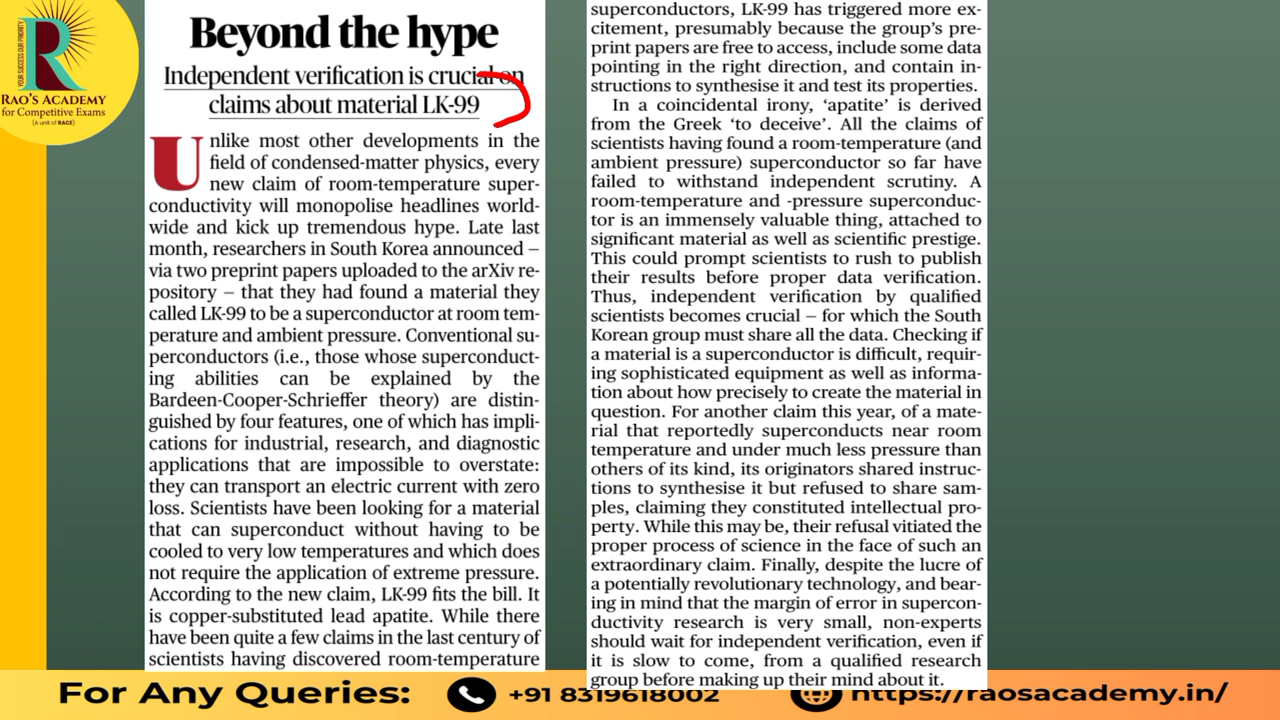 YOUR SUCCESS OUR PRIORITY
R
RAO'S ACADEMY
for Competitive Exams
(A unit of RACE)
Beyond the hype
Independent verification is crucial on
claims about material LK-99
Unlike most other developments in the
field of condensed-matter physics, every
new claim of room-temperature super-
conductivity will monopolise headlines world-
wide and kick up tremendous hype. Late last
month, researchers in South Korea announced –
via two preprint papers uploaded to the arXiv re-
pository – that they had found a material they
called LK-99 to be a superconductor at room tem-
perature and ambient pressure. Conventional su-
perconductors (i.e., those whose superconduct-
ing abilities can be explained by the
Bardeen-Cooper-Schrieffer theory) are distin-
guished by four features, one of which has impli-
cations for industrial, research, and diagnostic
applications that are impossible to overstate:
they can transport an electric current with zero
loss. Scientists have been looking for a material
that can superconduct without having to be
cooled to very low temperatures and which does
not require the application of extreme pressure.
According to the new claim, LK-99 fits the bill. It
is copper-substituted lead apatite. While there
have been quite a few claims in the last century of
scientists having discovered room-temperature
superconductors, LK-99 has triggered more ex-
citement, presumably because the group's pre-
print papers are free to access, include some data
pointing in the right direction, and contain in-
structions to synthesise it and test its properties.
In a coincidental irony, 'apatite' is derived
from the Greek 'to deceive'. All the claims of
scientists having found a room-temperature (and
ambient pressure) superconductor so far have
failed to withstand independent scrutiny. A
room-temperature and -pressure superconduc-
tor is an immensely valuable thing, attached to
significant material as well as scientific prestige.
This could prompt scientists to rush to publish
their results before proper data verification.
Thus, independent verification by qualified
scientists becomes crucial – for which the South
Korean group must share all the data. Checking if
a material is a superconductor is difficult, requir-
ing sophisticated equipment as well as informa-
tion about how precisely to create the material in
question. For another claim this year, of a mate-
rial that reportedly superconducts near room
temperature and under much less pressure than
others of its kind, its originators shared instruc-
tions to synthesise it but refused to share sam-
ples, claiming they constituted intellectual pro-
perty. While this may be, their refusal vitiated the
proper process of science in the face of such an
extraordinary claim. Finally, despite the lucre of
a potentially revolutionary technology, and bear-
ing in mind that the margin of error in supercon-
ductivity research is very small, non-experts
should wait for independent verification, even if
it is slow to come, from a qualified research
group before making up their mind about it.
For Any Queries: +91 8319618002 https://raosacademy.in/